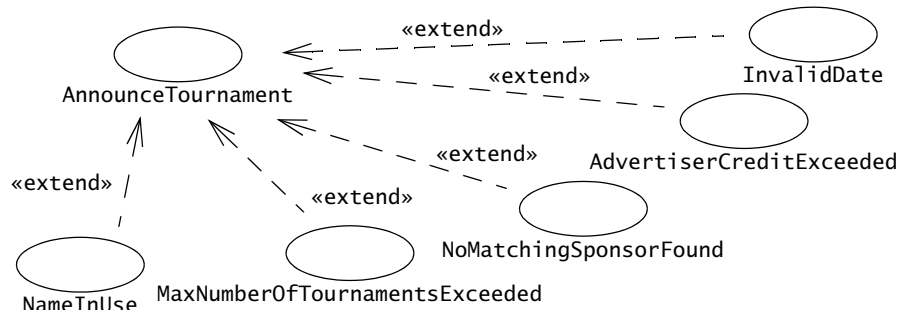 «extend»
InvalidDate
«extend»
AnnounceTournament
AdvertiserCreditExceeded
«extend»
«extend»
«extend»
NoMatchingSponsorFound
MaxNumberOfTournamentsExceeded
NameInUse